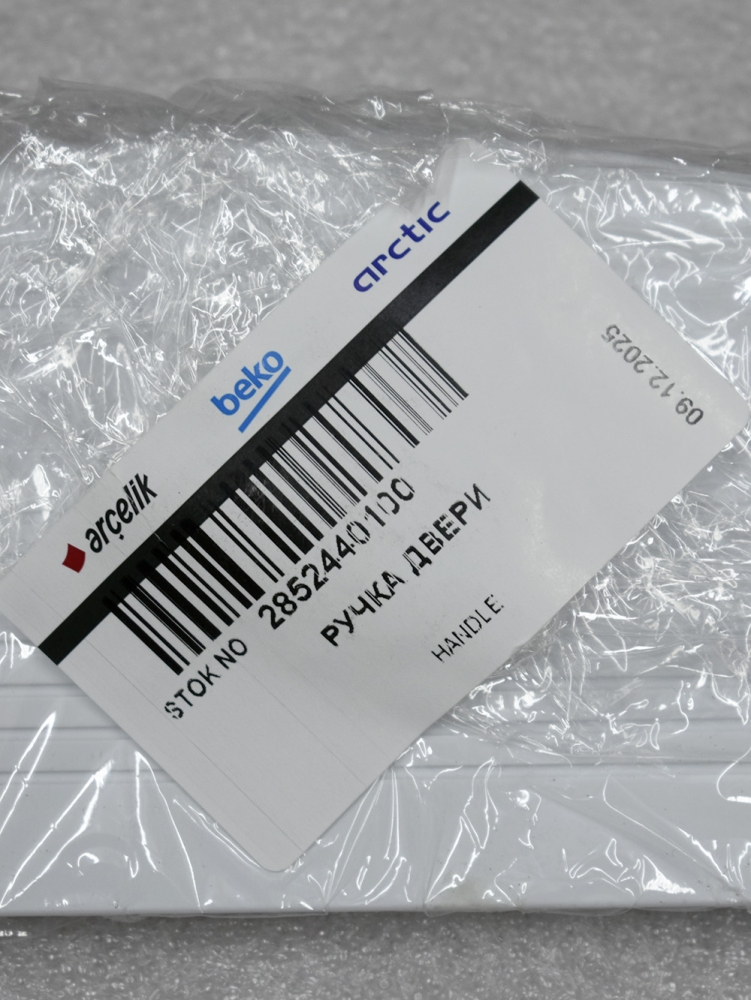 arçelik
beko
arctic
STOK NO 2852440100
РУЧКА ДВЕРИ
HANDLE:
09.12.2025